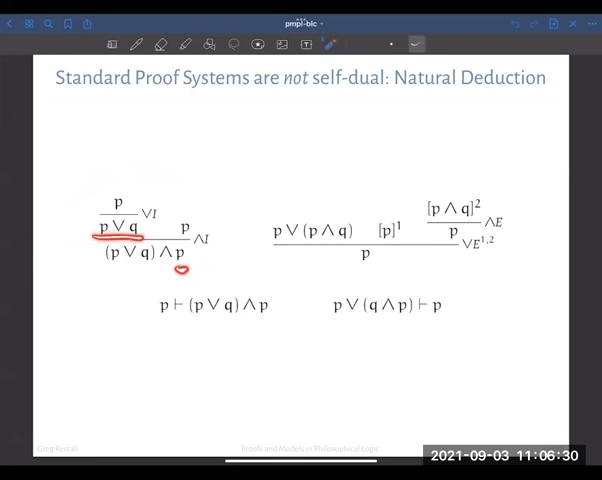 pmpl-blc
Standard Proof Systems are not self-dual: Natural Deduction
p
p ∨ q ∨I p
(p ∨ q) ∧ p ∧I
p ∨ (p ∧ q) [p]¹ [p ∧ q]² ∧E
p
p ∨E¹,²
p ⊢ (p ∨ q) ∧ p p ∨ (q ∧ p) ⊢ p
Greg Restall Proofs and Models in Philosophical Logic
2021-09-03 11:06:30